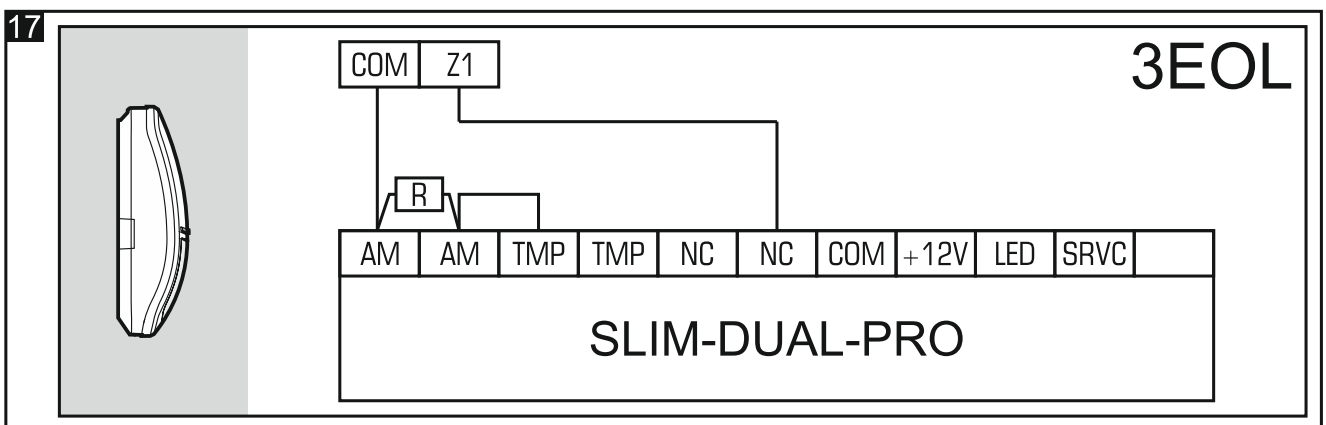 17
3EOL
COM Z1
R
AM AM TMP TMP NC NC COM +12V LED SRVC
SLIM-DUAL-PRO